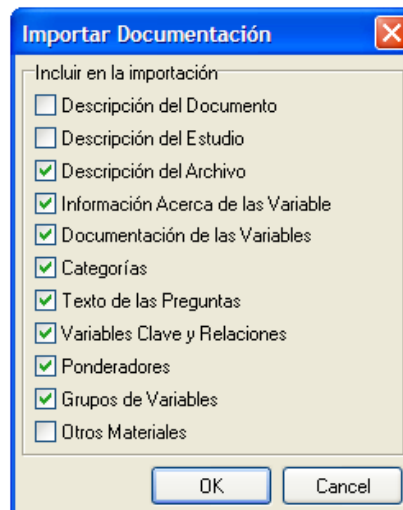 Importar Documentación
Incluir en la importación
Descripción del Documento
Descripción del Estudio
Descripción del Archivo
Información Acerca de las Variable
Documentación de las Variables
Categorías
Texto de las Preguntas
Variables Clave y Relaciones
Ponderadores
Grupos de Variables
Otros Materiales
OK Cancel